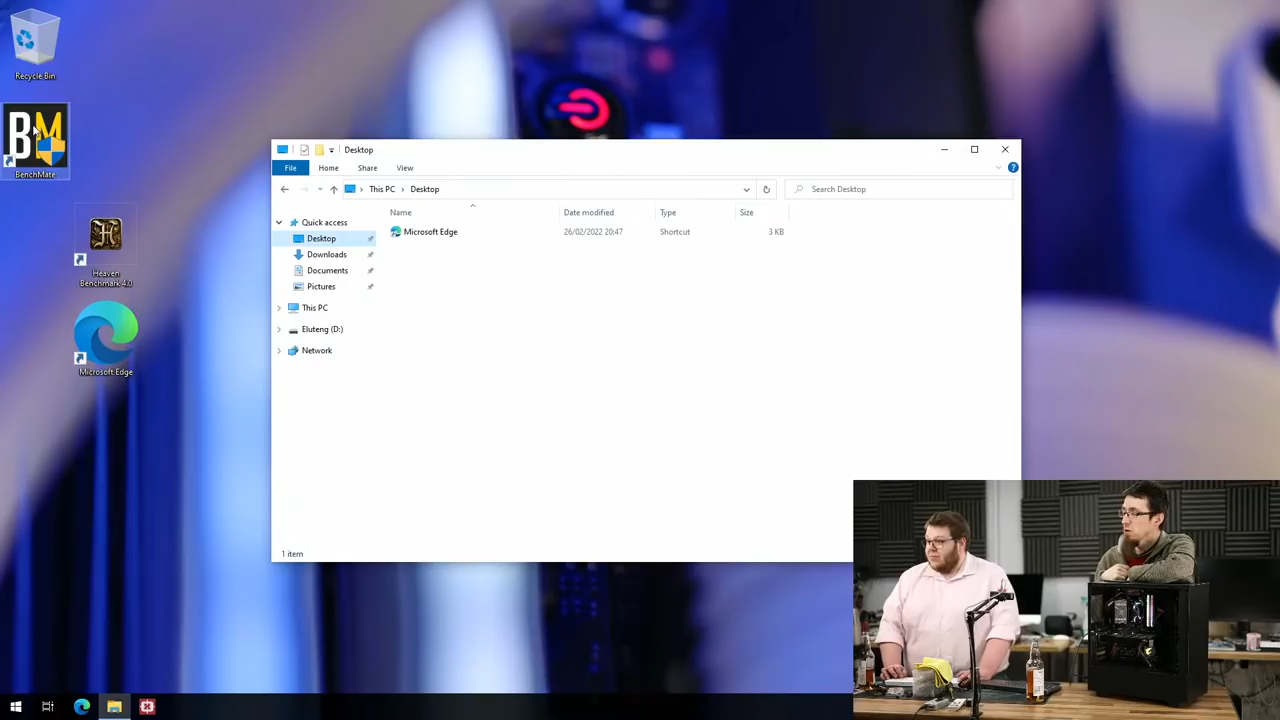 Recycle Bin
BM
BenchMate
Heaven
Benchmark 4.0
Microsoft Edge
Desktop
File Home Share View
This PC Desktop
Search Desktop
Name Date modified Type Size
Quick access
Microsoft Edge 26/02/2022 20:47 Shortcut 3 KB
Desktop
Downloads
Documents
Pictures
This PC
Eluteng (D:)
Network
1 item